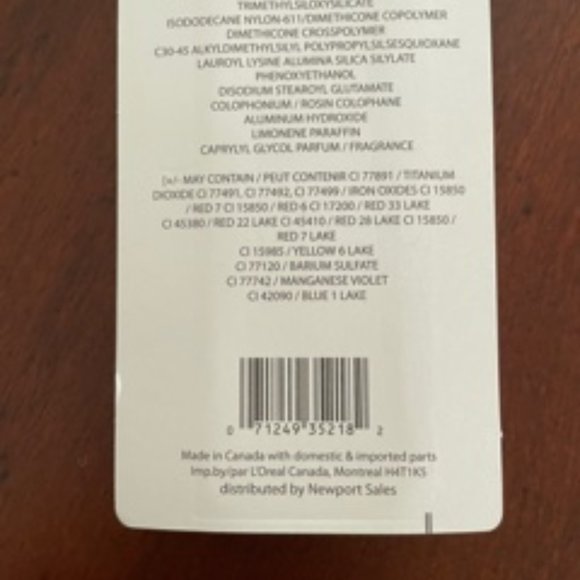 TRIMETHYLSILOXYSILICATE
ISODODECANE NYLON-611/DIMETHICONE COPOLYMER
DIMETHICONE CROSSPOLYMER
C30-45 ALKYLDIMETHYLSILYL POLYPROPYLSILSESQUIOXANE
LAUROYL LYSINE ALUMINA SILICA SILYLATE
PHENOXYETHANOL
DISODIUM STEAROYL GLUTAMATE
COLOPHONIUM / ROSIN COLOPHANE
ALUMINUM HYDROXIDE
LIMONENE PARAFFIN
CAPRYLYL GLYCOL PARFUM / FRAGRANCE
[+/- MAY CONTAIN / PEUT CONTENIR CI 77891 / TITANIUM
DIOXIDE CI 77491, CI 77492, CI 77499 / IRON OXIDES CI 15850
/ RED 7 CI 15850 / RED 6 CI 17200 / RED 33 LAKE
CI 45380 / RED 22 LAKE CI 45410 / RED 28 LAKE CI 15850 /
RED 7 LAKE
CI 15985 / YELLOW 6 LAKE
CI 77120 / BARIUM SULFATE
CI 77742 / MANGANESE VIOLET
CI 42090 / BLUE 1 LAKE
0 71249 35218 2
Made in Canada with domestic & imported parts
Imp.by/par L'Oreal Canada, Montreal H4T1K5
distributed by Newport Sales